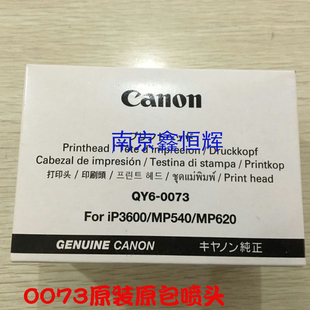 Canon
南京鑫恒辉
Printhead / Tête d'impression / Druckkopf
Cabezal de impresión / Testina di stampa / Printkop
打印头 / 印刷頭 / 프린트 헤드 / ชุดแม่พิมพ์ / Print head
QY6-0073
For iP3600/MP540/MP620
GENUINE CANON
キヤノン純正
0073原装原包喷头